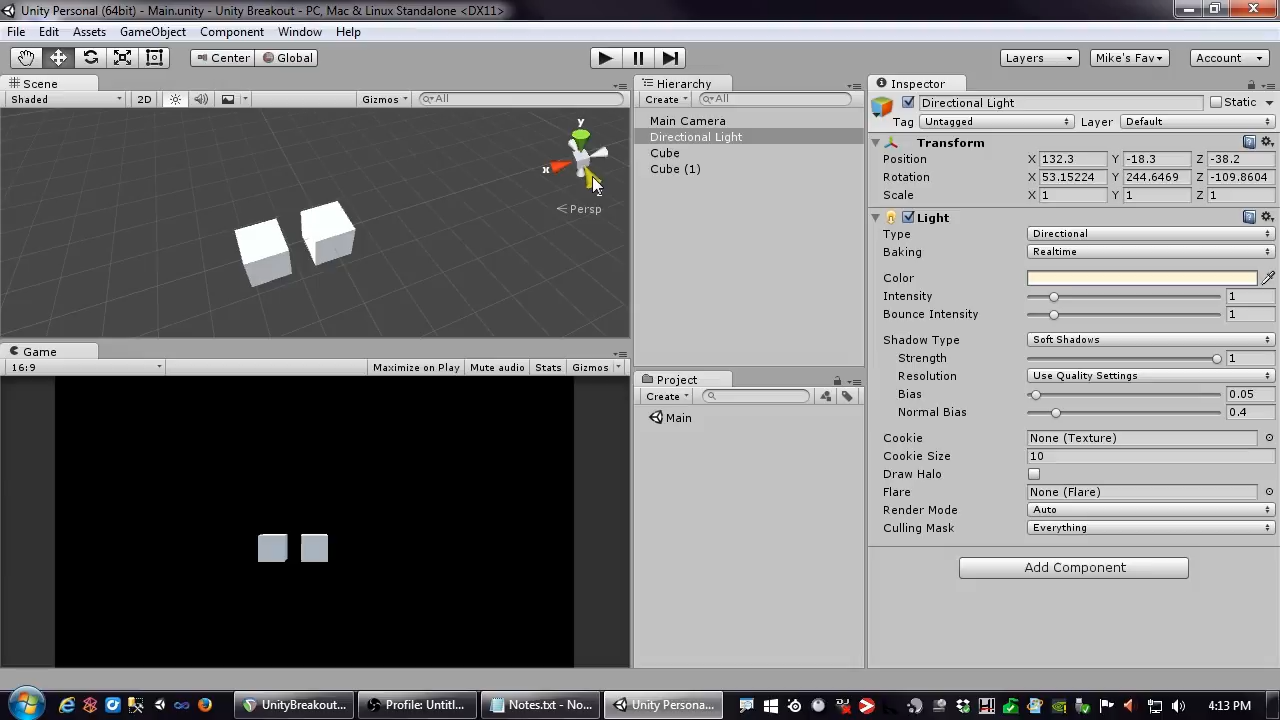 Unity Personal (64bit) - Main.unity - Unity Breakout - PC, Mac & Linux Standalone <DX11>
File Edit Assets GameObject Component Window Help
Center Global Layers Mike's Fav Account
Scene
Shaded 2D Gizmos All
y
x
Persp
Game
16:9 Maximize on Play Mute audio Stats Gizmos
Hierarchy
Create All
Main Camera
Directional Light
Cube
Cube (1)
Project
Create
Main
Inspector
Directional Light Static
Tag Untagged Layer Default
Transform
Position X 132.3 Y -18.3 Z -38.2
Rotation X 53.15224 Y 244.6469 Z -109.8604
Scale X 1 Y 1 Z 1
Light
Type Directional
Baking Realtime
Color
Intensity 1
Bounce Intensity 1
Shadow Type Soft Shadows
Strength 1
Resolution Use Quality Settings
Bias 0.05
Normal Bias 0.4
Cookie None (Texture)
Cookie Size 10
Draw Halo
Flare None (Flare)
Render Mode Auto
Culling Mask Everything
Add Component
UnityBreakout... Profile: Untitl... Notes.txt - No... Unity Persona... 4:13 PM